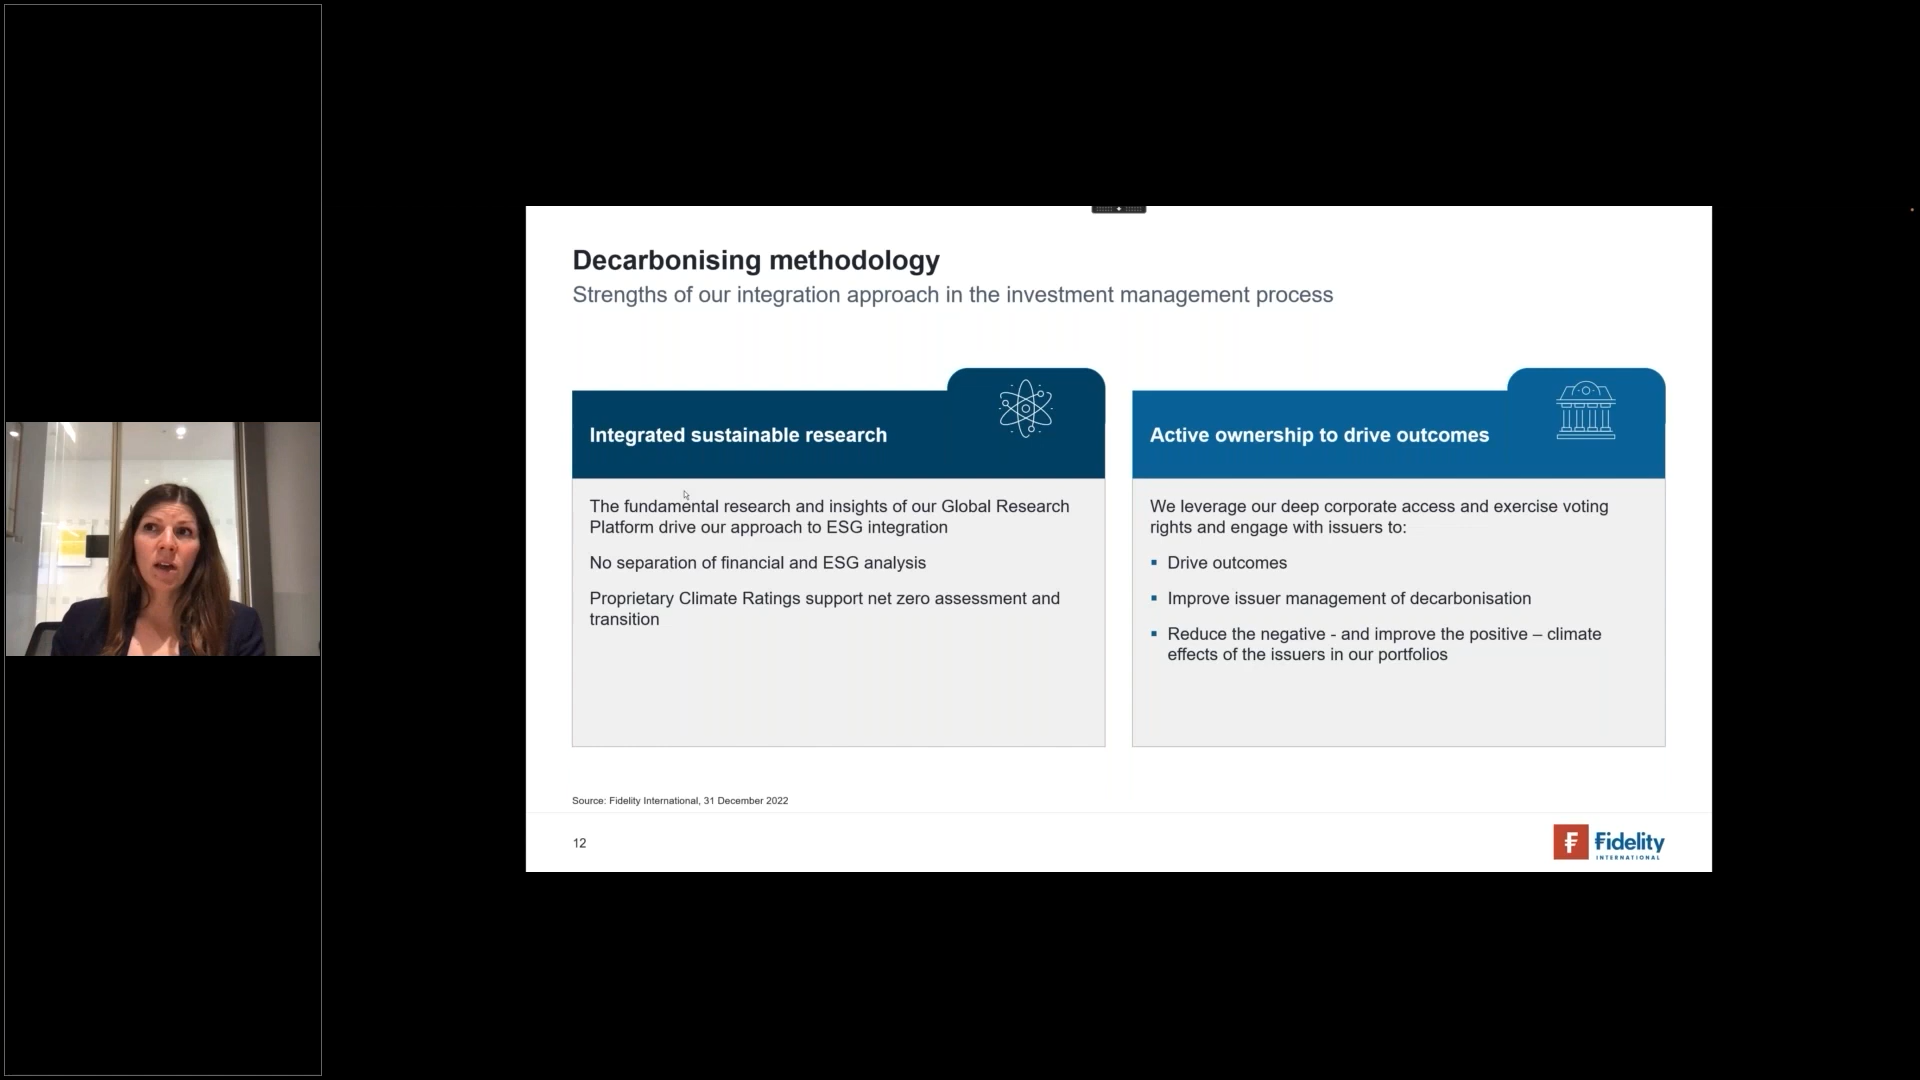 Decarbonising methodology
Strengths of our integration approach in the investment management process
Integrated sustainable research
The fundamental research and insights of our Global Research
Platform drive our approach to ESG integration
No separation of financial and ESG analysis
Proprietary Climate Ratings support net zero assessment and
transition
Active ownership to drive outcomes
We leverage our deep corporate access and exercise voting
rights and engage with issuers to:
▪ Drive outcomes
▪ Improve issuer management of decarbonisation
▪ Reduce the negative - and improve the positive – climate
effects of the issuers in our portfolios
Source: Fidelity International, 31 December 2022
12
F Fidelity
INTERNATIONAL